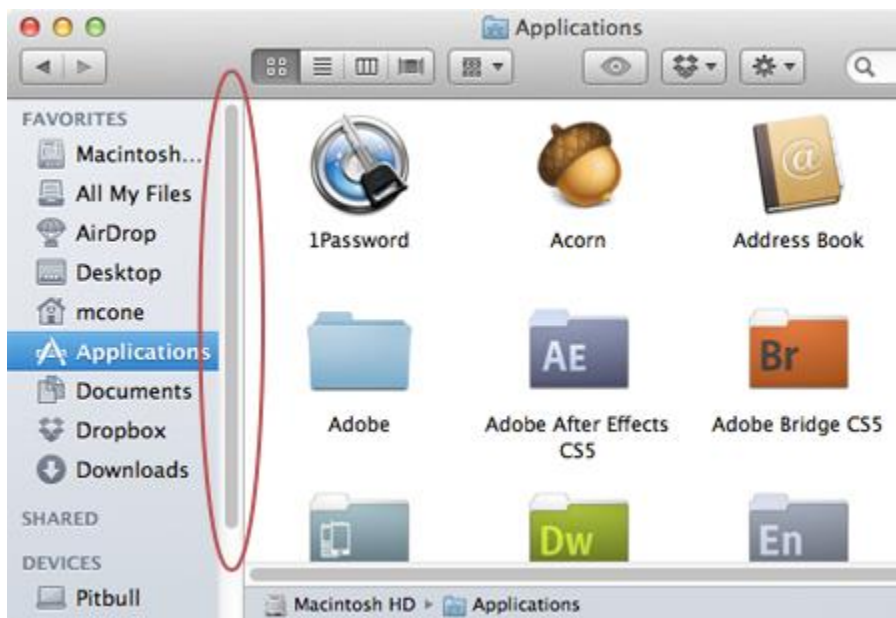 Applications
FAVORITES
Macintosh...
All My Files
AirDrop
Desktop
mcone
Applications
Documents
Dropbox
Downloads
SHARED
DEVICES
Pitbull
1Password
Acorn
Address Book
@
Adobe
AE
Adobe After Effects
CS5
Br
Adobe Bridge CS5
Dw
En
Macintosh HD ▸ Applications